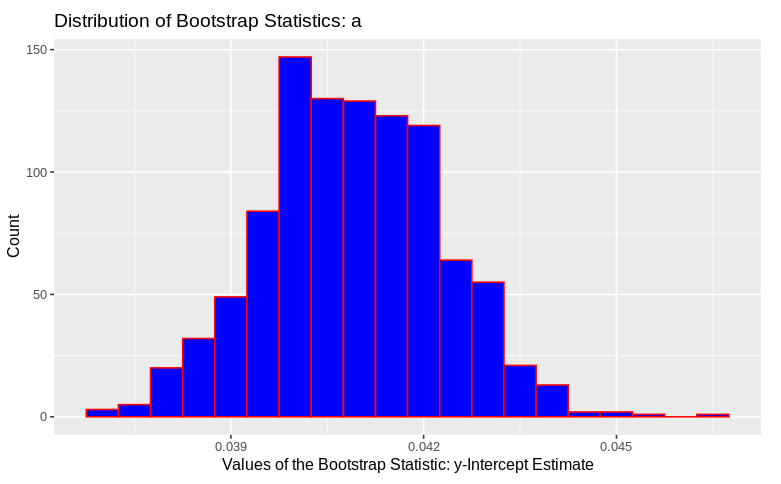 Distribution of Bootstrap Statistics: a
150
100
50
0
Count
0.039 0.042 0.045
Values of the Bootstrap Statistic: y-Intercept Estimate